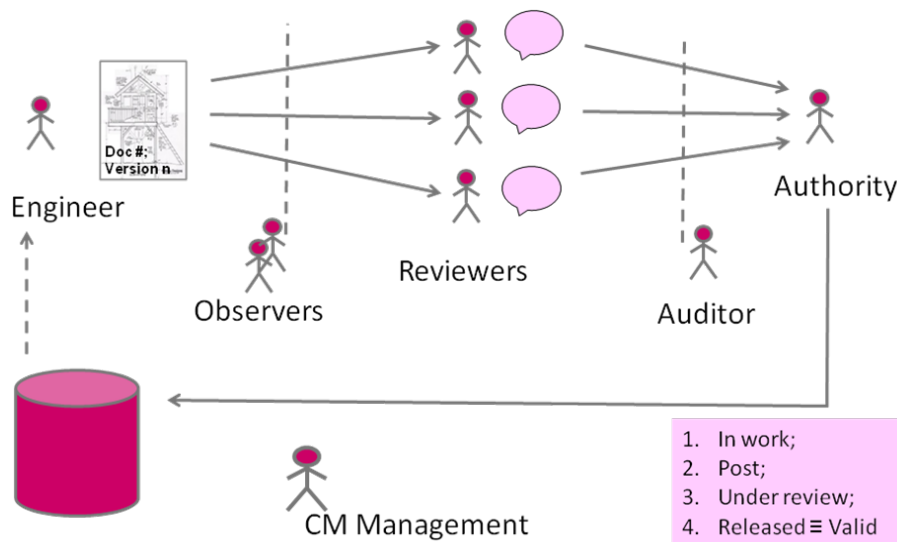 Doc #;
Version n
Engineer
Observers
Reviewers
Auditor
Authority
CM Management
1. In work;
2. Post;
3. Under review;
4. Released ≡ Valid